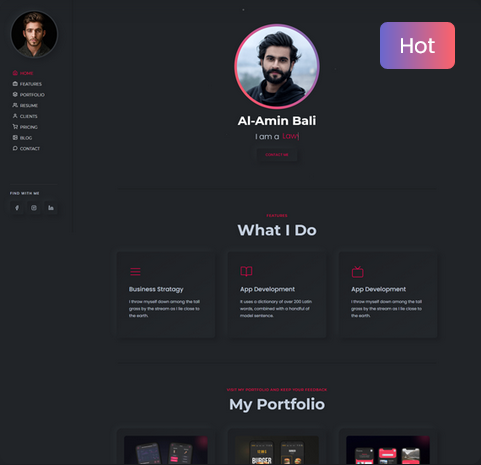 HOME
FEATURES
PORTFOLIO
RESUME
CLIENTS
PRICING
BLOG
CONTACT
FIND WITH ME
Hot
Al-Amin Bali
I am a law
CONTACT ME
FEATURES
What I Do
Business Stratagy
I throw myself down among the tall
grass by the stream as I lie close to
the earth.
App Development
It uses a dictionary of over 200 Latin
words, combined with a handful of
model sentence.
App Development
I throw myself down among the tall
grass by the stream as I lie close to
the earth.
VISIT MY PORTFOLIO AND KEEP YOUR FEEDBACK
My Portfolio
BURGER